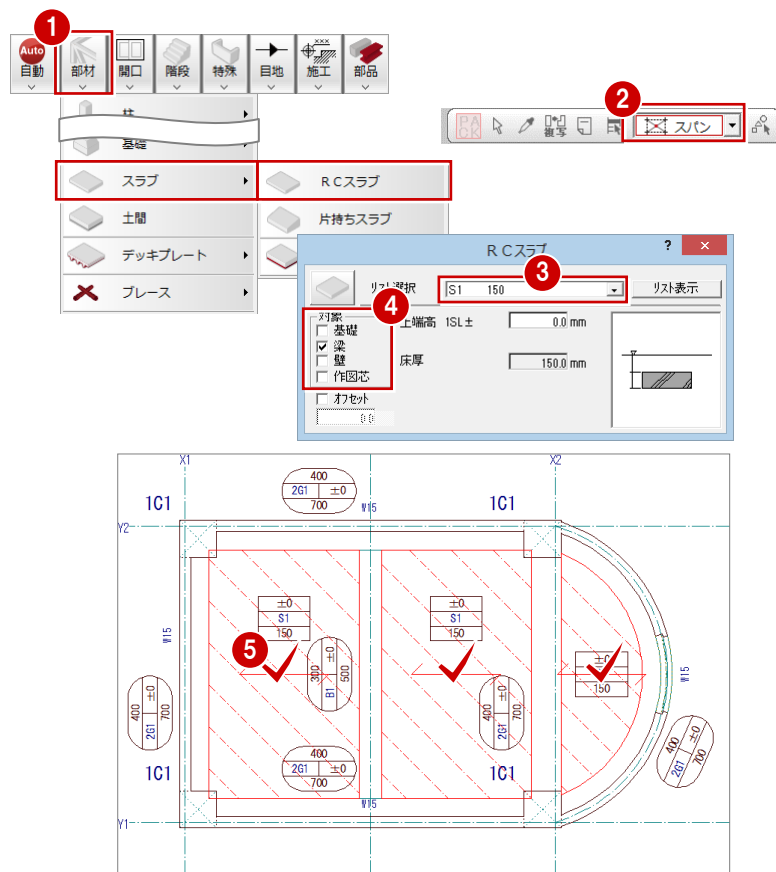 1
Auto
自動
部材
開口
階段
特殊
目地
×××
施工
部品
2
PACK
複写
スパン
基礎
スラブ
RCスラブ
土間
片持ちスラブ
デッキプレート
ブレース
RCスラブ
?
×
3
リスト選択
S1 150
リスト表示
4
対象
基礎
梁
壁
作図芯
オフセット
0.0
上端高 1SL±
0.0 mm
床厚
150.0 mm
X1
X2
400
2G1 ±0
700
1C1
1C1
W15
Y2
±0
S1
150
±0
S1
150
W15
5
300
±0
B1
500
±0
150
W15
400
±0
2G1
700
400
±0
2G1
700
400
±0
2G1
700
400
2G1 ±0
700
1C1
1C1
W15
Y1